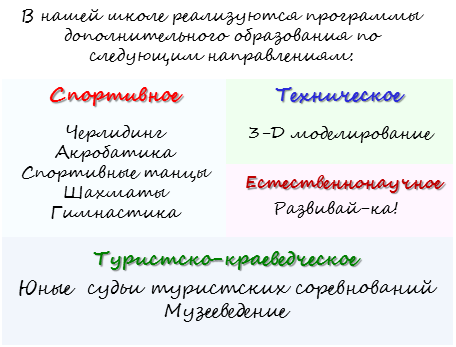 В нашей школе реализуются программы
дополнительного образования по
следующим направлениям:
Спортивное
Черлидинг
Акробатика
Спортивные танцы
Шахматы
Гимнастика
Техническое
3-D моделирование
Естественнонаучное
Развивай-ка!
Туристско-краеведческое
Юные судьи туристских соревнований
Музееведение